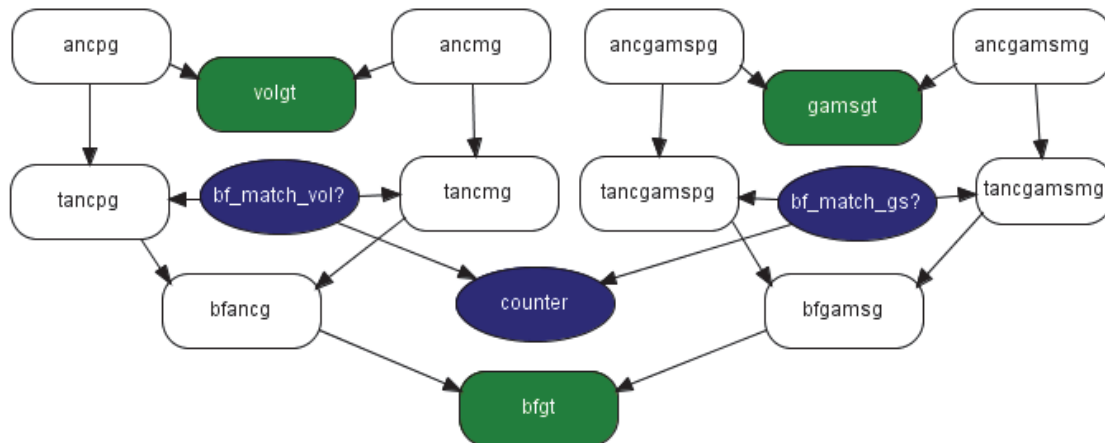 ancpg
ancmg
ancgamspg
ancgamsmg
volgt
gamsgt
tancpg
bf_match_vol?
tancmg
tancgamspg
bf_match_gs?
tancgamsmg
bfancg
counter
bfgamsg
bfgt